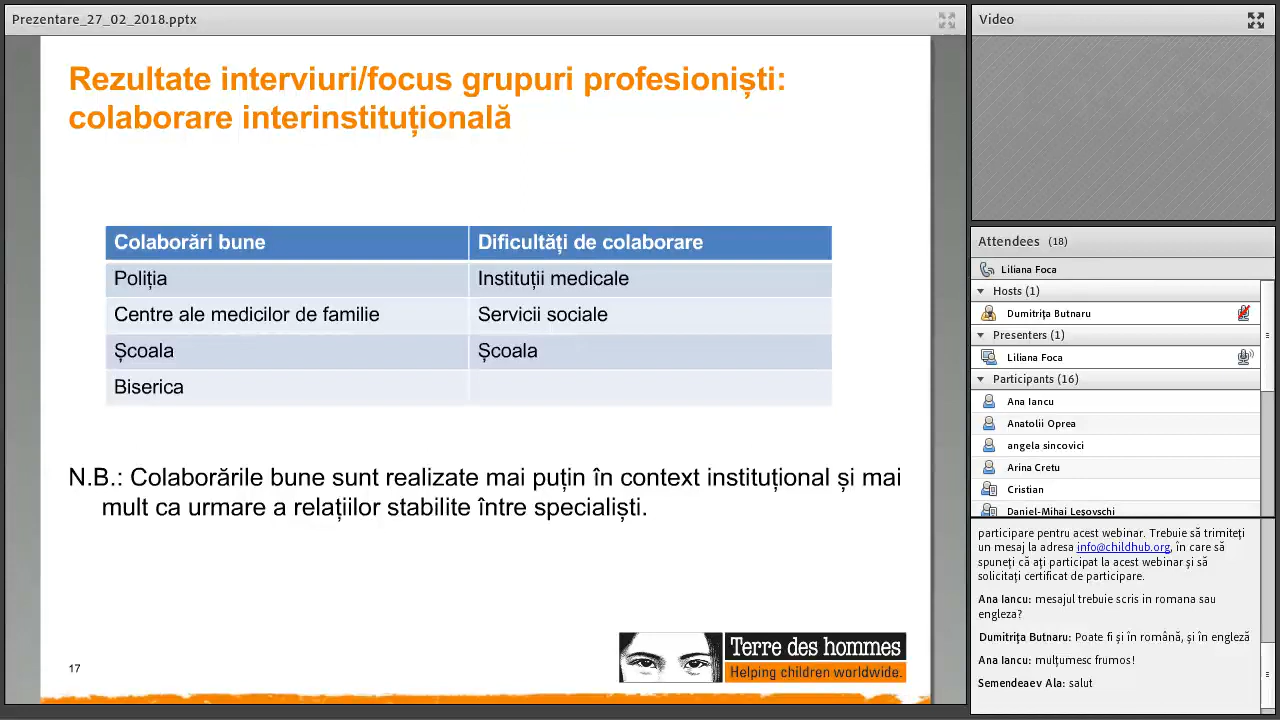 Prezentare_27_02_2018.pptx
Rezultate interviuri/focus grupuri profesioniști:
colaborare interinstituțională
Colaborări bune
Dificultăți de colaborare
Poliția
Instituții medicale
Centre ale medicilor de familie
Servicii sociale
Școala
Școala
Biserica
N.B.: Colaborările bune sunt realizate mai puțin în context instituțional și mai
mult ca urmare a relațiilor stabilite între specialiști.
17
Terre des hommes
Helping children worldwide.
Video
Attendees (18)
Liliana Foca
Hosts (1)
Dumitrița Butnaru
Presenters (1)
Liliana Foca
Participants (16)
Ana Iancu
Anatolii Oprea
angela sincovici
Arina Cretu
Cristian
Daniel-Mihai Leșovschi
participare pentru acest webinar. Trebuie să trimiteți
un mesaj la adresa info@childhub.org, în care să
spuneți că ați participat la acest webinar și să
solicitați certificat de participare.
Ana Iancu: mesajul trebuie scris in romana sau
engleza?
Dumitrița Butnaru: Poate fi și în română, și în engleză
Ana Iancu: mulțumesc frumos!
Semendeaev Ala: salut